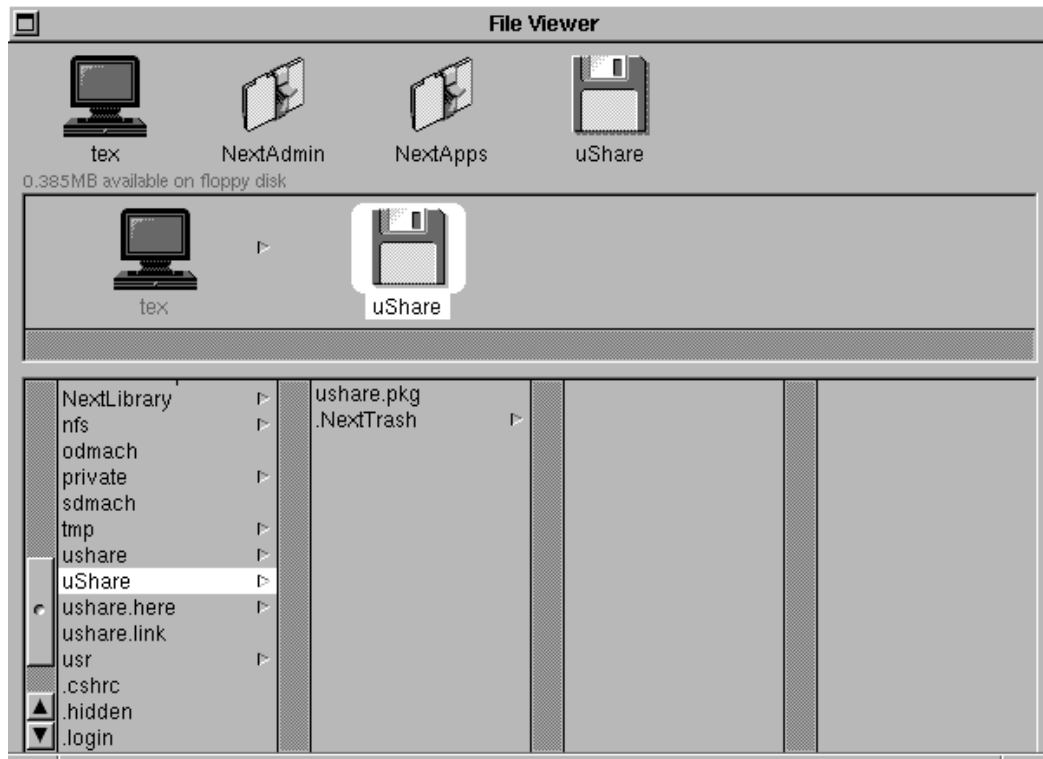 File Viewer
tex NextAdmin NextApps uShare
0.385MB available on floppy disk
tex uShare
NextLibrary
nfs
odmach
private
sdmach
tmp
ushare
uShare
ushare.here
ushare.link
usr
.cshrc
.hidden
.login
ushare.pkg
.NextTrash